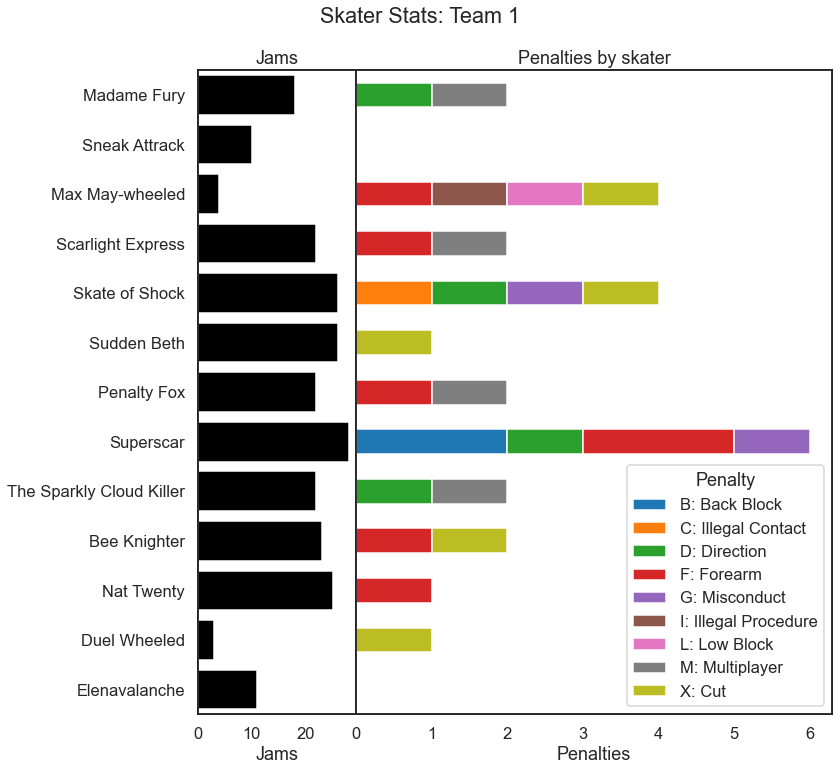 Skater Stats: Team 1
Jams
Penalties by skater
Madame Fury
Sneak Attrack
Max May-wheeled
Scarlight Express
Skate of Shock
Sudden Beth
Penalty Fox
Superscar
The Sparkly Cloud Killer
Bee Knighter
Nat Twenty
Duel Wheeled
Elenavalanche
Penalty
B: Back Block
C: Illegal Contact
D: Direction
F: Forearm
G: Misconduct
I: Illegal Procedure
L: Low Block
M: Multiplayer
X: Cut
0 10 20
Jams
0 1 2 3 4 5 6
Penalties